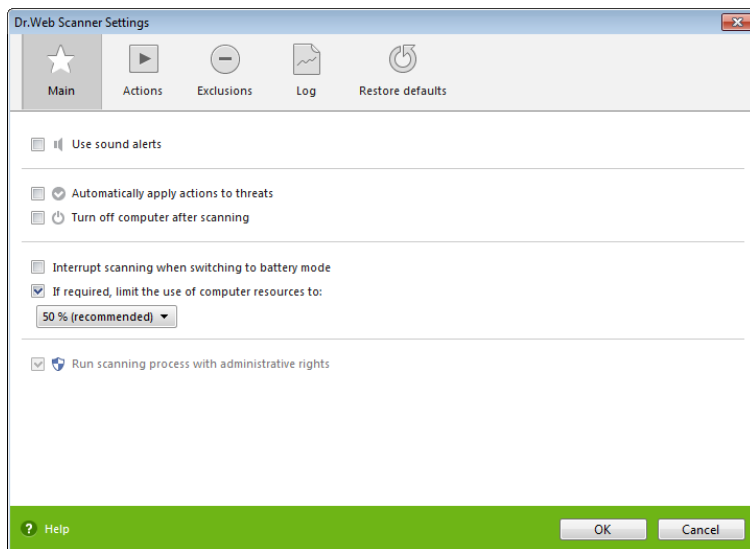 Dr.Web Scanner Settings
Main
Actions
Exclusions
Log
Restore defaults
Use sound alerts
Automatically apply actions to threats
Turn off computer after scanning
Interrupt scanning when switching to battery mode
If required, limit the use of computer resources to:
50 % (recommended)
Run scanning process with administrative rights
? Help
OK
Cancel